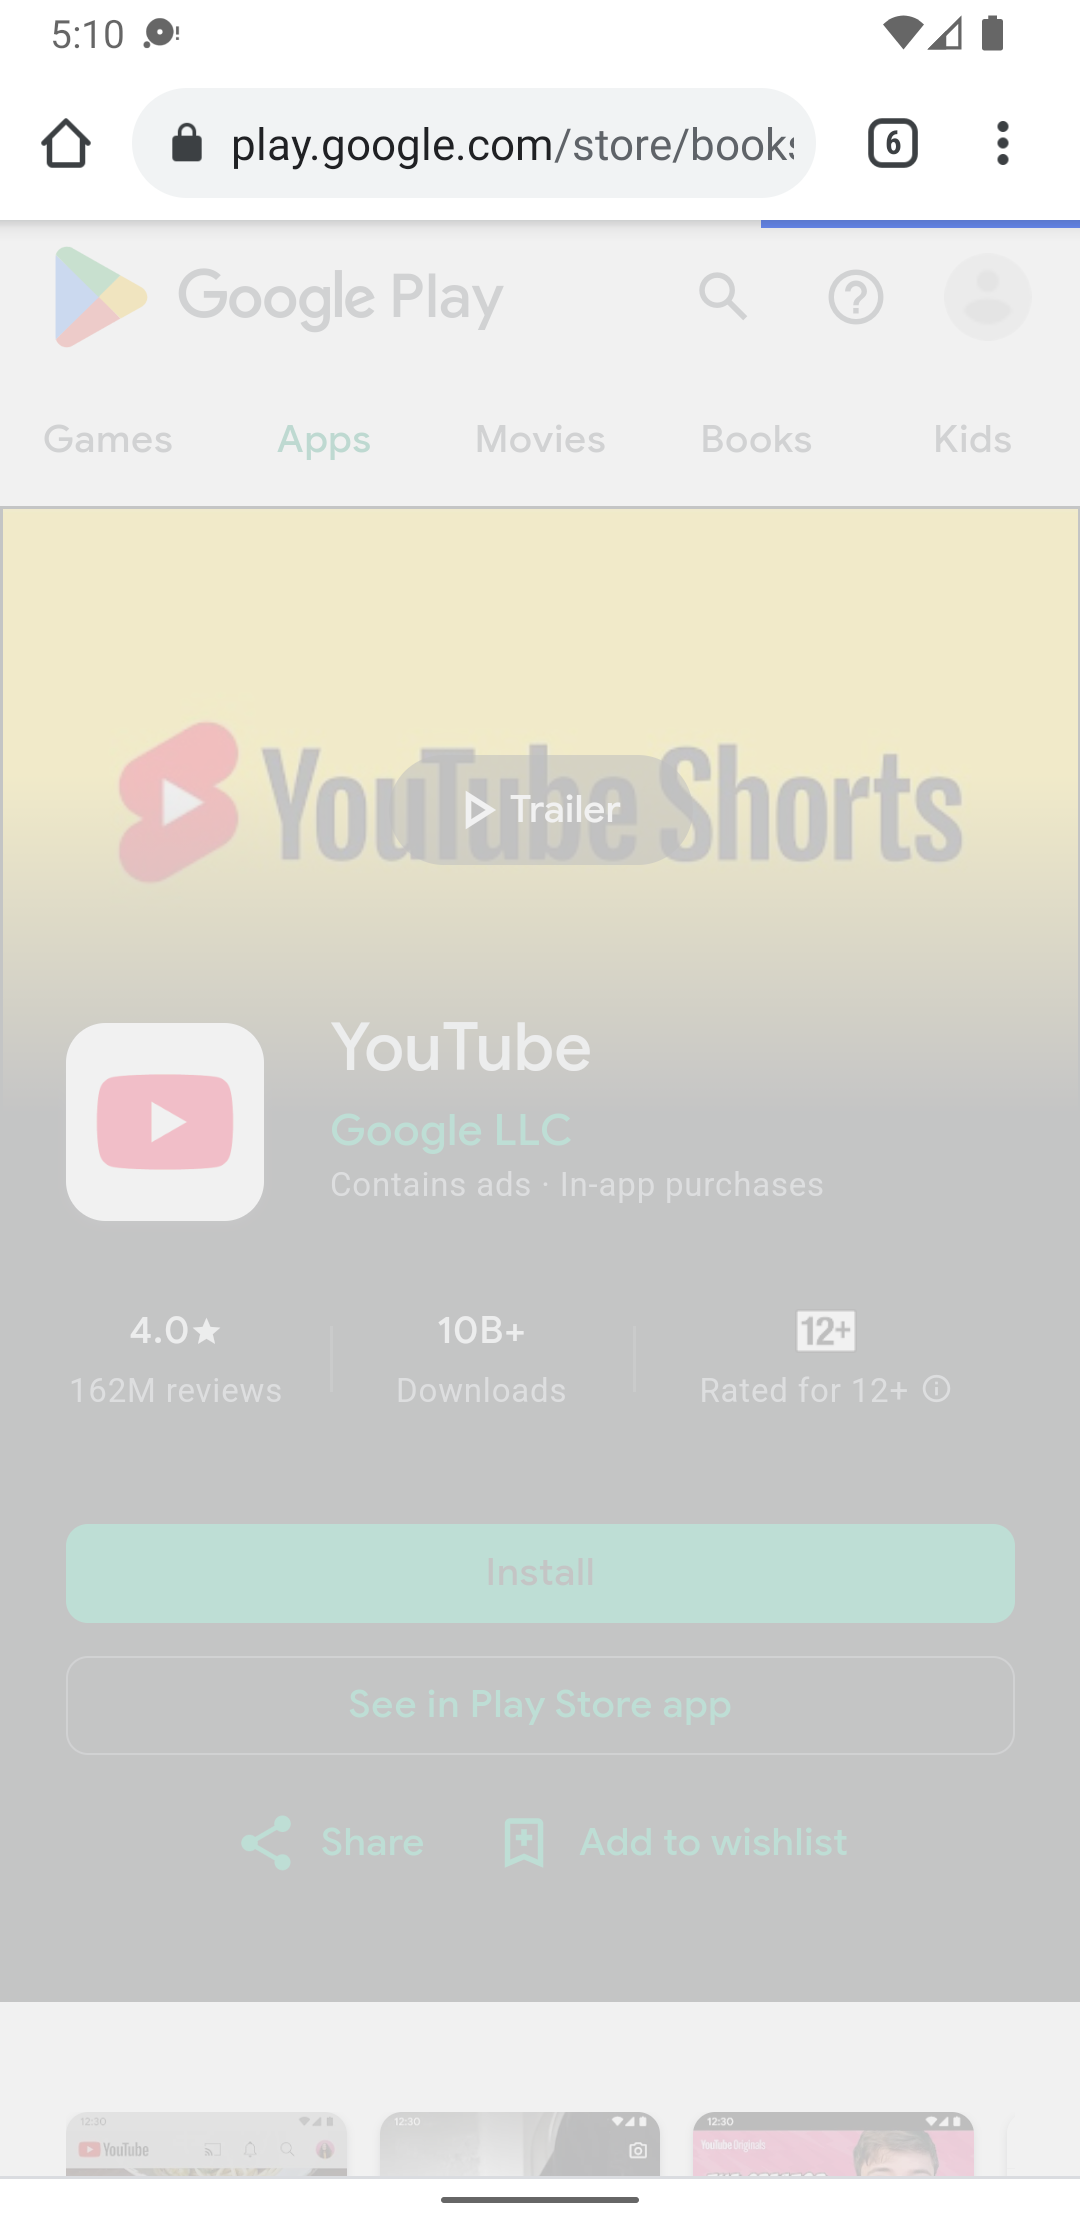 5:10
play.google.com/store/books
6
Google Play
Games Apps Movies Books Kids
YouTube Shorts
Trailer
YouTube
Google LLC
Contains ads · In-app purchases
4.0★ 10B+ 12+
162M reviews Downloads Rated for 12+
Install
See in Play Store app
Share Add to wishlist
12:30 12:30 12:30
YouTube
YouTube Originals